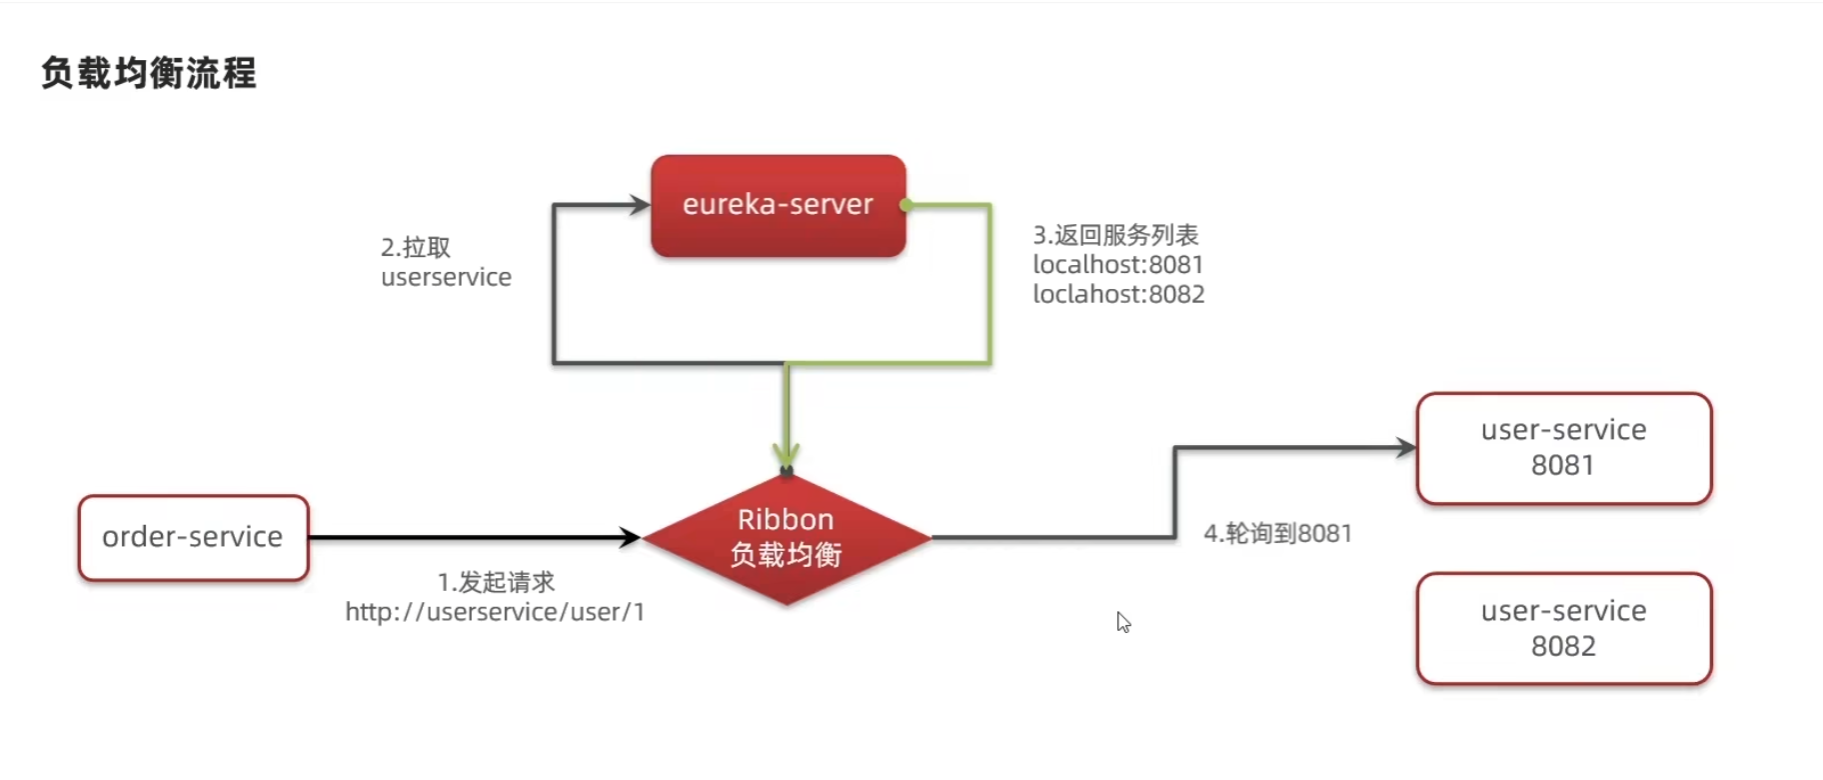 负载均衡流程
eureka-server
2.拉取
userservice
3.返回服务列表
localhost:8081
loclahost:8082
user-service
8081
order-service
Ribbon
负载均衡
4.轮询到8081
1.发起请求
http://userservice/user/1
user-service
8082